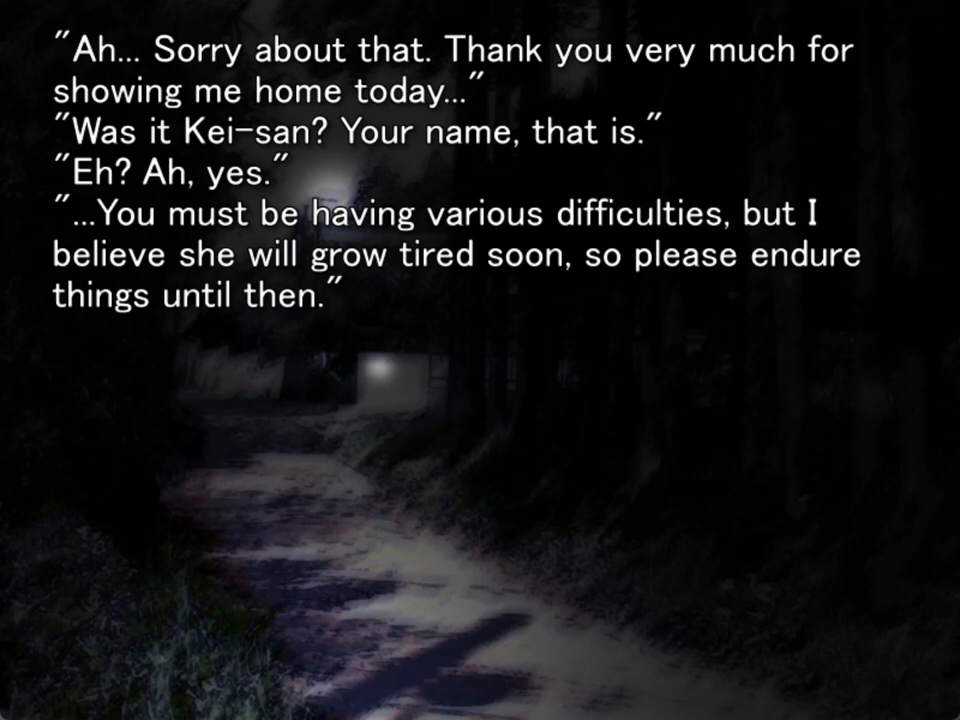 "Ah... Sorry about that. Thank you very much for
showing me home today..."
"Was it Kei-san? Your name, that is."
"Eh? Ah, yes."
"...You must be having various difficulties, but I
believe she will grow tired soon, so please endure
things until then."